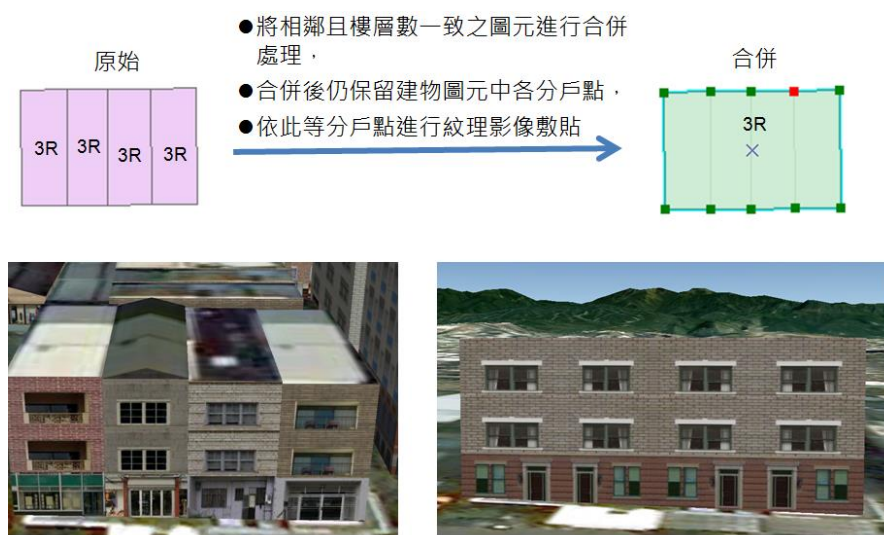 原始
3R 3R 3R 3R
●將相鄰且樓層數一致之圖元進行合併
處理，
●合併後仍保留建物圖元中各分戶點，
●依此等分戶點進行紋理影像敷貼
合併
3R